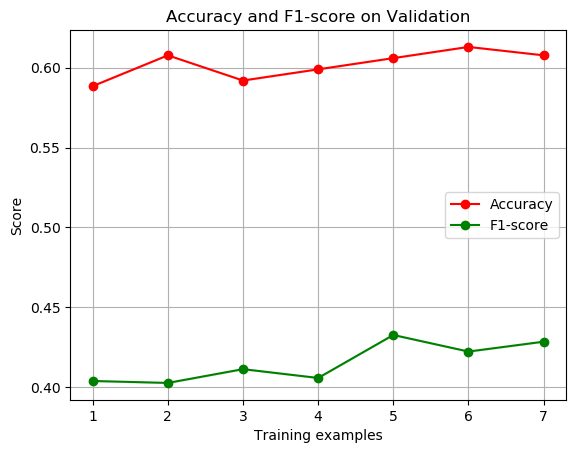 Accuracy and F1-score on Validation
0.60
0.55
0.50
0.45
0.40
Score
Accuracy
F1-score
1 2 3 4 5 6 7
Training examples